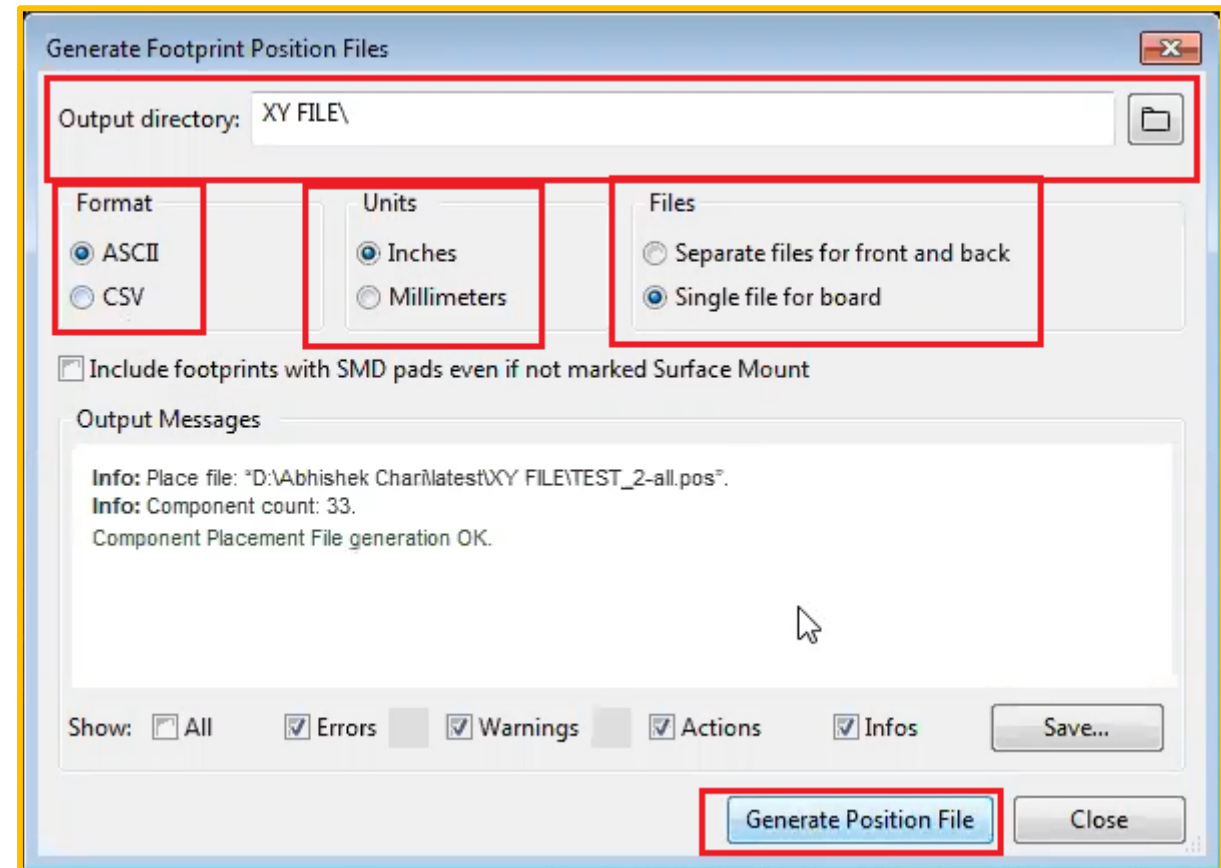 Generate Footprint Position Files
Output directory: XY FILE\
Format Units Files
ASCII Inches Separate files for front and back
CSV Millimeters Single file for board
Include footprints with SMD pads even if not marked Surface Mount
Output Messages
Info: Place file: “D:\Abhishek Chari\latest\XY FILE\TEST_2-all.pos”.
Info: Component count: 33.
Component Placement File generation OK.
Show: All Errors Warnings Actions Infos Save...
Generate Position File Close